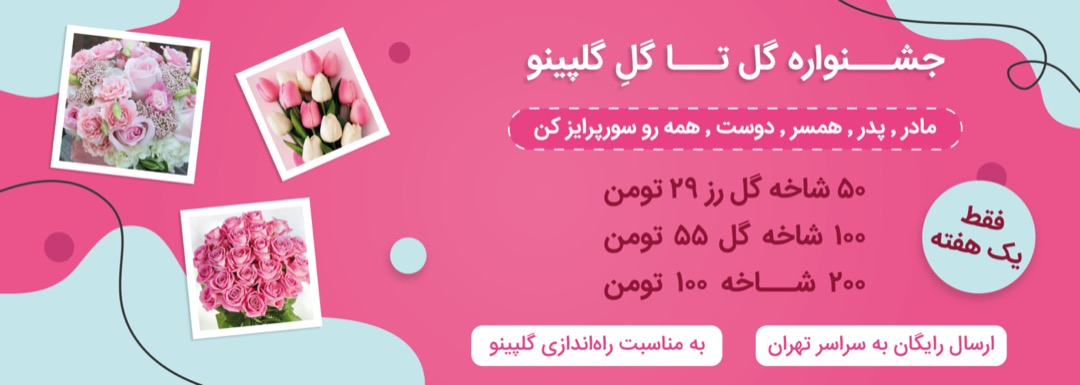 جشنواره گل تا گلِ گلپینو
مادر , پدر , همسر , دوست , همه رو سورپرایز کن
۵۰ شاخه گل رز ۲۹ تومن
۱۰۰ شاخه گل ۵۵ تومن
۲۰۰ شاخه ۱۰۰ تومن
فقط
یک هفته
ارسال رایگان به سراسر تهران
به مناسبت راه‌اندازی گلپینو